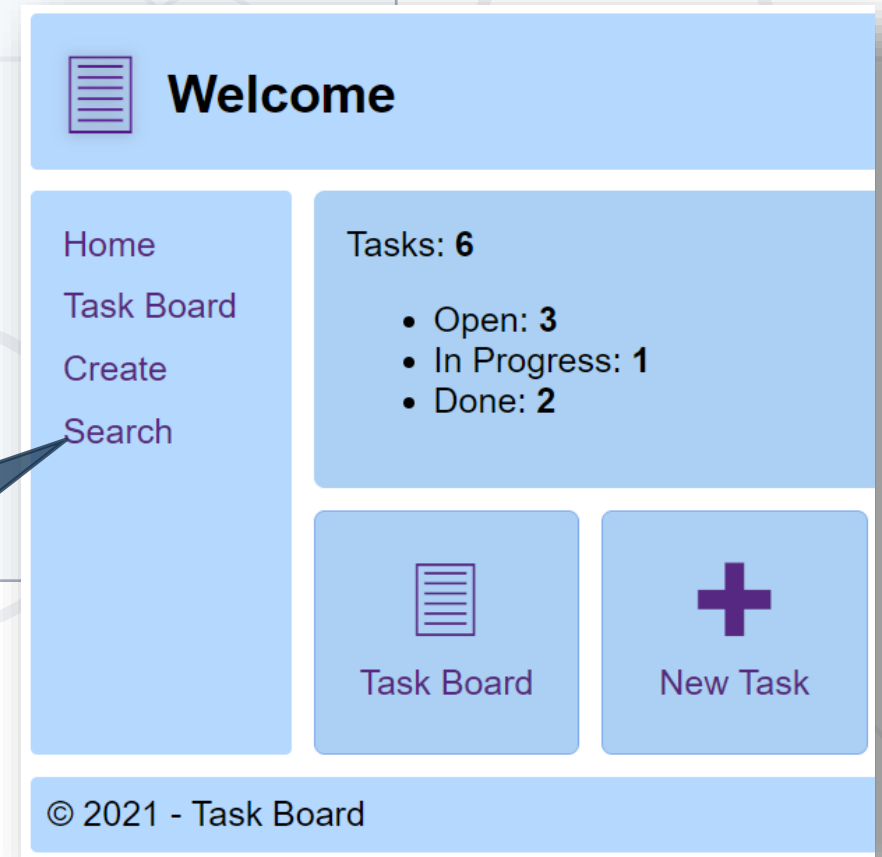 Welcome
Home
Task Board
Create
Search
Tasks: 6
• Open: 3
• In Progress: 1
• Done: 2
Task Board
New Task
© 2021 - Task Board